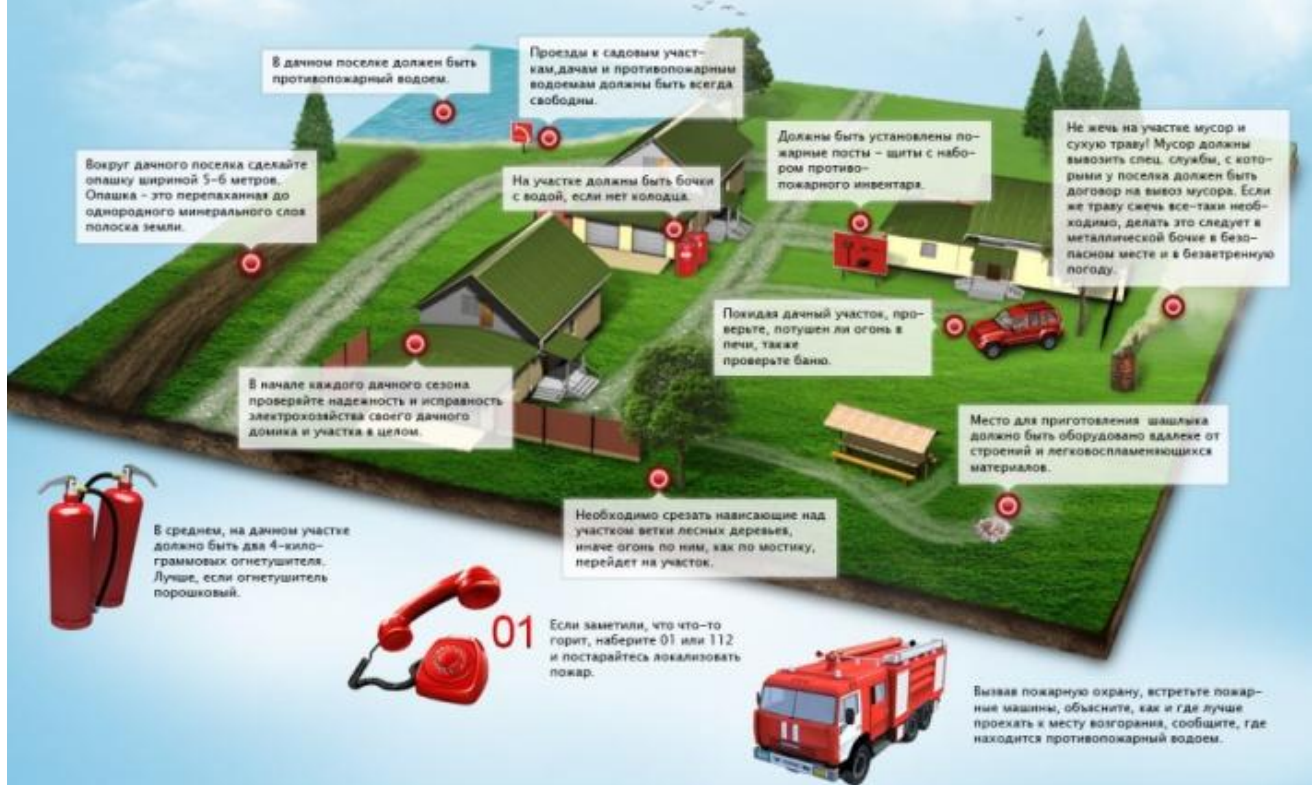 В дачном поселке должен быть
противопожарный водоем.
Проезды к садовым участ-
кам,дачам и противопожарным
водоемам должны быть всегда
свободны.
Вокруг дачного поселка сделайте
опашку шириной 5-6 метров.
Опашка - это перепаханная до
однородного минерального слоя
полоска земли.
На участке должны быть бочки
с водой, если нет колодца.
Должны быть установлены по-
жарные посты - щиты с набо-
ром противо-
пожарного инвентаря.
Не жечь на участке мусор и
сухую траву! Мусор должны
вывозить спец. службы, с кото-
рыми у поселка должен быть
договор на вывоз мусора. Если
же траву сжечь все-таки необ-
ходимо, делать это следует в
металлической бочке в безо-
пасном месте и в безветренную
погоду.
Покидая дачный участок, про-
верьте, потушен ли огонь в
печи, также
проверьте баню.
В начале каждого дачного сезона
проверяйте надежность и исправность
электрохозяйства своего дачного
домика и участка в целом.
Место для приготовления шашлыка
должно быть оборудовано вдалеке от
строений и легковоспламеняющихся
материалов.
Необходимо срезать нависающие над
участком ветки лесных деревьев,
иначе огонь по ним, как по мостику,
перейдет на участок.
В среднем, на дачном участке
должно быть два 4-кило-
граммовых огнетушителя.
Лучше, если огнетушитель
порошковый.
01
Если заметили, что что-то
горит, наберите 01 или 112
и постарайтесь локализовать
пожар.
Вызвав пожарную охрану, встретьте пожар-
ные машины, объясните, как и где лучше
проехать к месту возгорания, сообщите, где
находится противопожарный водоем.